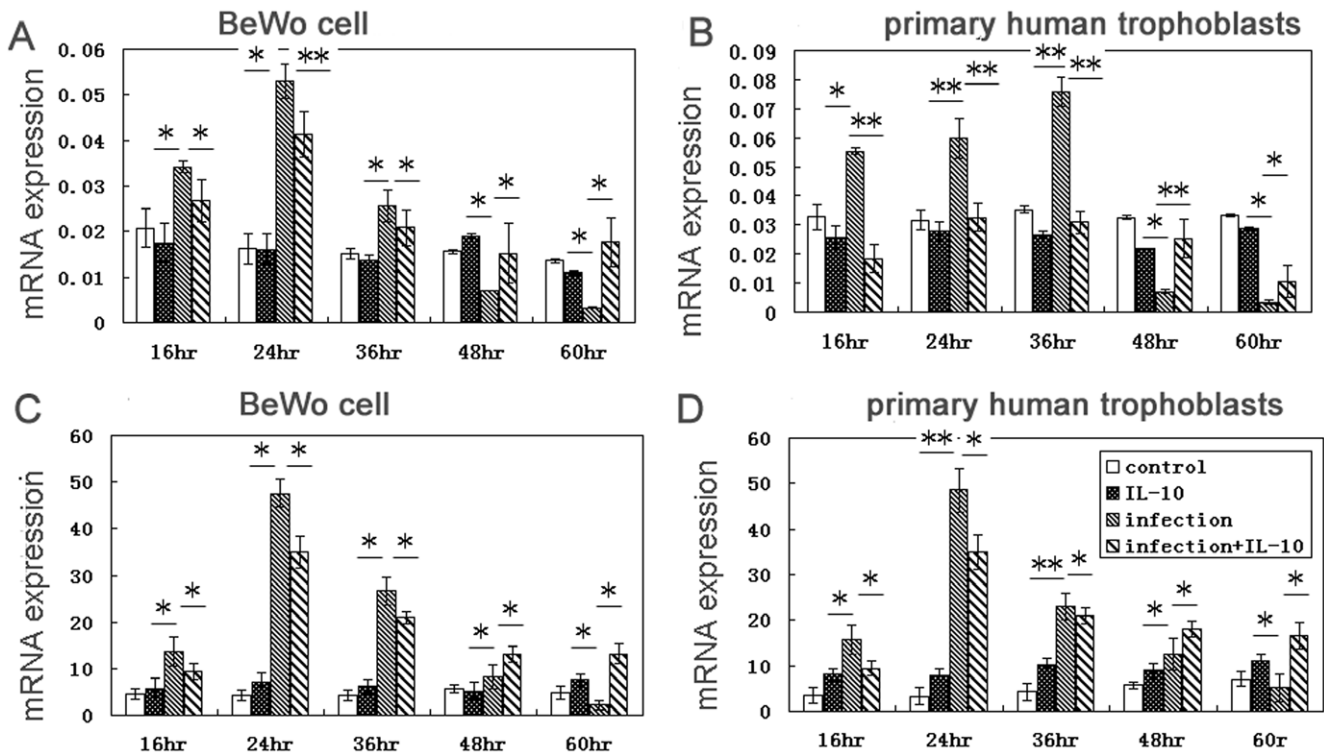 A
BeWo cell
B
primary human trophoblasts
mRNA expression
0.06
0.05
0.04
0.03
0.02
0.01
0
* * * ** * * * * * *
16hr 24hr 36hr 48hr 60hr
mRNA expression
0.09
0.08
0.07
0.06
0.05
0.04
0.03
0.02
0.01
0.00
* ** ** ** ** ** * ** * *
16hr 24hr 36hr 48hr 60hr
C
BeWo cell
D
primary human trophoblasts
mRNA expression
60
50
40
30
20
10
0
* * * * * * * * * *
16hr 24hr 36hr 48hr 60hr
mRNA expression
60
50
40
30
20
10
0
* * ** * ** * * * * *
control
IL-10
infection
infection+IL-10
16hr 24hr 36hr 48hr 60r